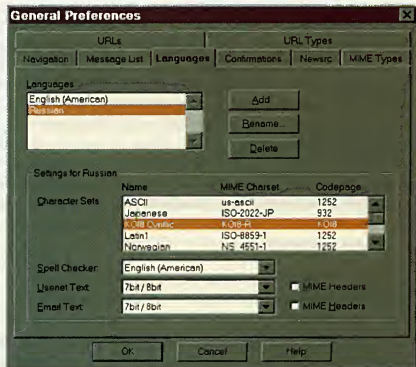 General Preferences
URLs URL Types
Navigation Message List Languages Confirmations Newsrc MIME Types
Languages
English (American)
Russian
Add
Rename...
Delete
Settings for Russian
Name MIME Charset Codepage
Character Sets
ASCII us-ascii 1252
Japanese ISO-2022-JP 932
KOI8 Cyrillic KOI8-R KOI8
Latin1 ISO-8859-1 1252
Norwegian NS_4551-1 1252
Spell Checker English (American)
Usenet Text 7bit / 8bit MIME Headers
Email Text 7bit / 8bit MIME Headers
OK Cancel Help